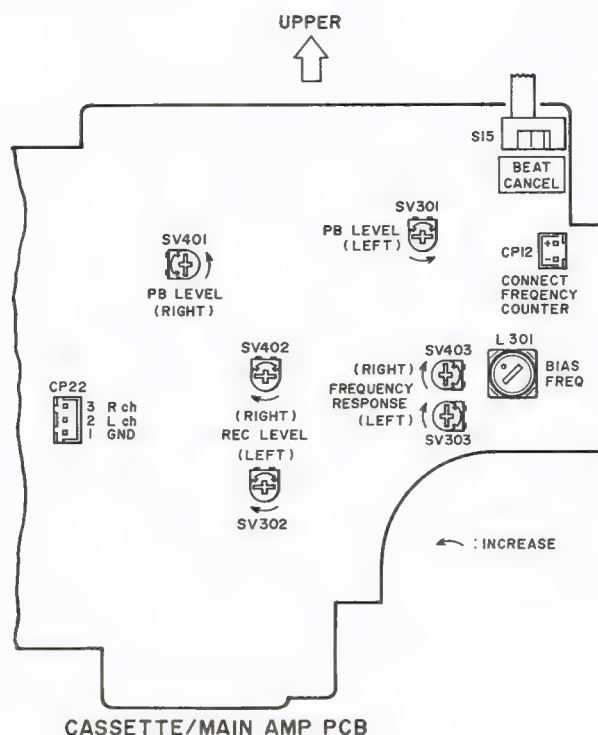 UPPER
S15
BEAT
CANCEL
SV301
PB LEVEL
(LEFT)
SV401
PB LEVEL
(RIGHT)
+
-
CP12
CONNECT
FREQENCY
COUNTER
SV402
(RIGHT)
REC LEVEL
(LEFT)
SV302
(RIGHT)
SV403
FREQUENCY
RESPONSE
(LEFT)
SV303
L 301
BIAS
FREQ
CP22
3 R ch
2 L ch
1 GND
: INCREASE
CASSETTE/MAIN AMP PCB